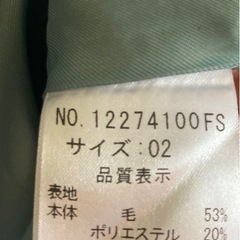 NO.12274100FS
サイズ:02
品質表示
表地
本体 毛 53%
ポリエステル 20%